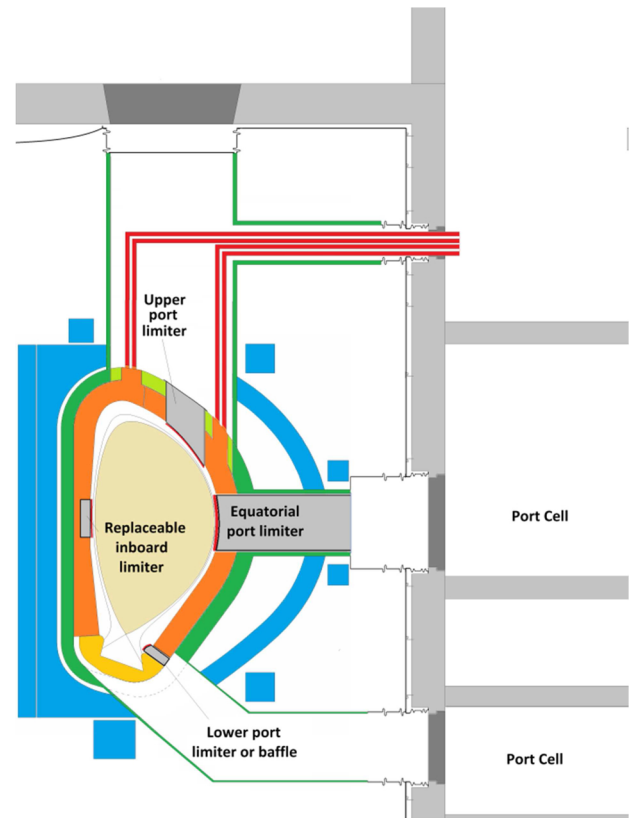 Upper
port
limiter
Equatorial
port limiter
Replaceable
inboard
limiter
Port Cell
Lower port
limiter or baffle
Port Cell